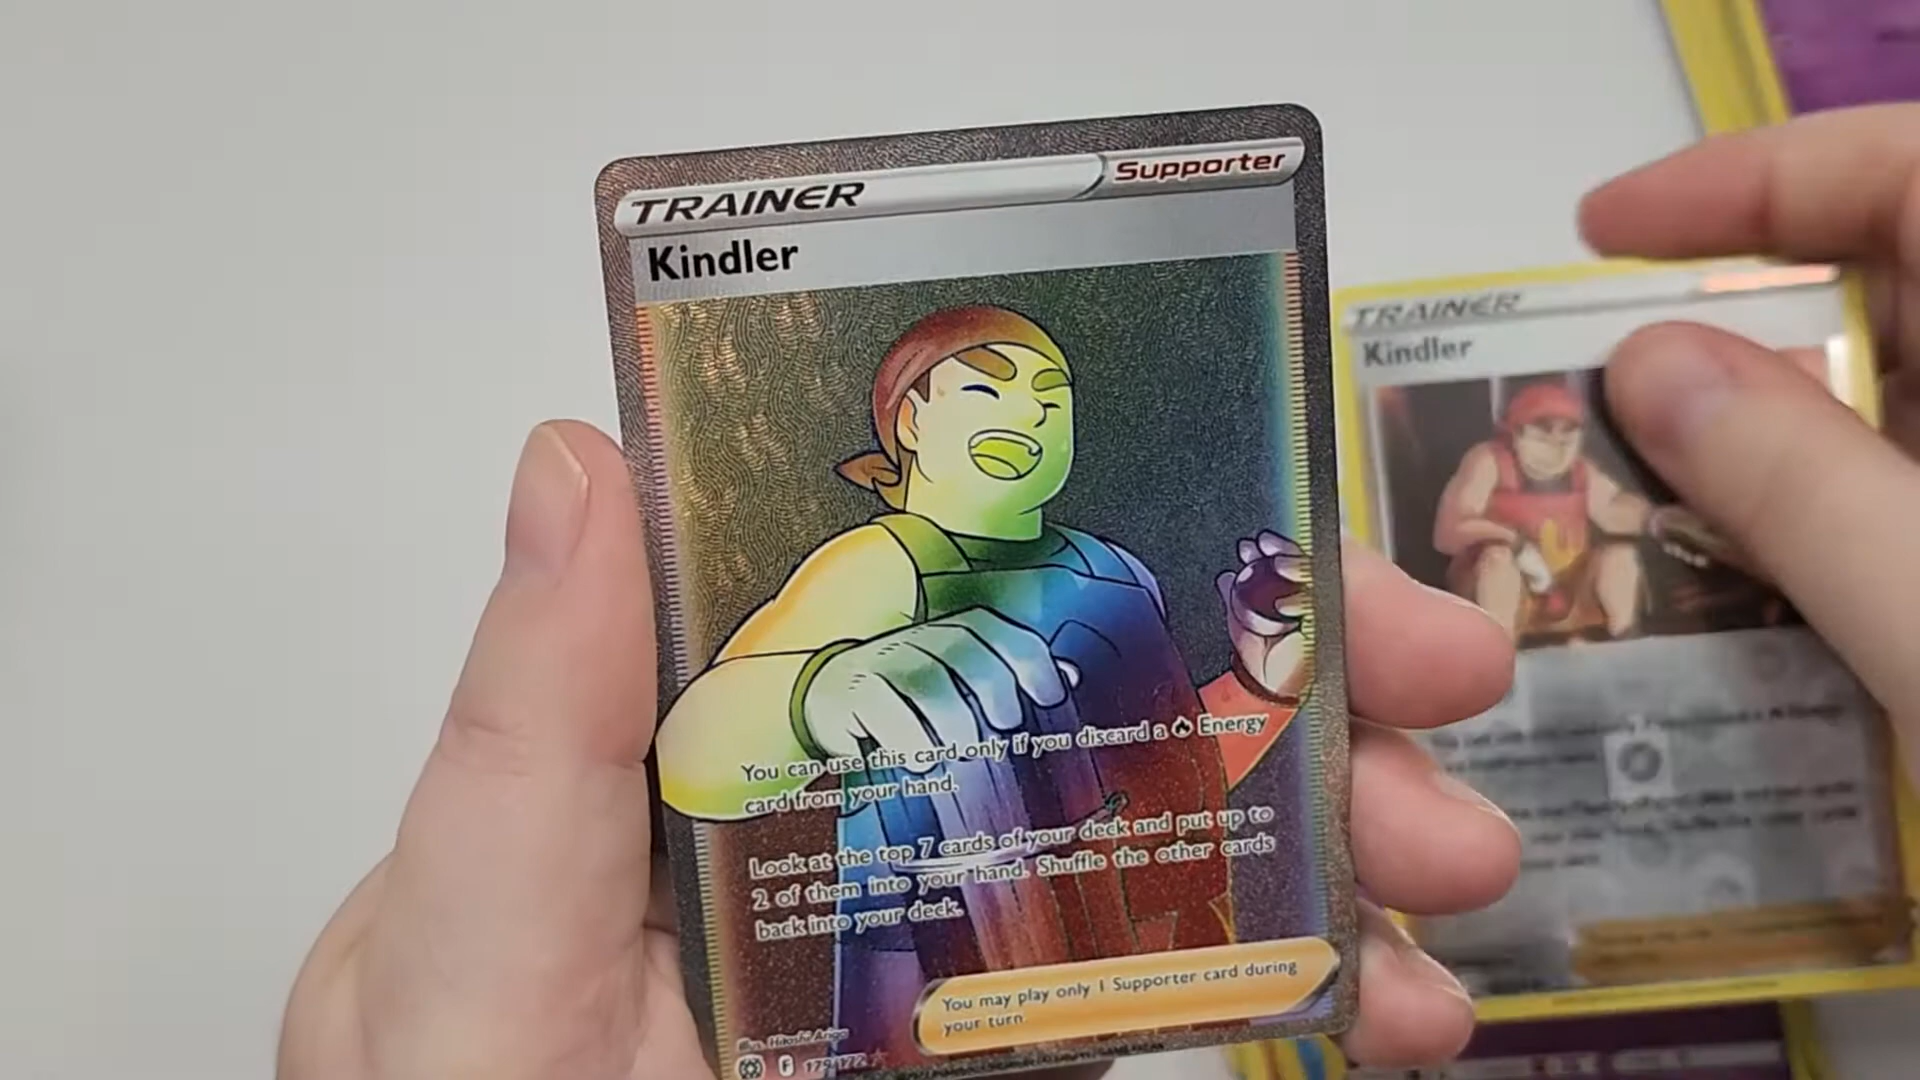 TRAINER
Supporter
Kindler
You can use this card only if you discard a Energy
card from your hand.
Look at the top 7 cards of your deck and put up to
2 of them into your hand. Shuffle the other cards
back into your deck.
You may play only 1 Supporter card during
your turn.
Illus. Hitoshi Ariga
F 179/172
TRAINER
Kindler